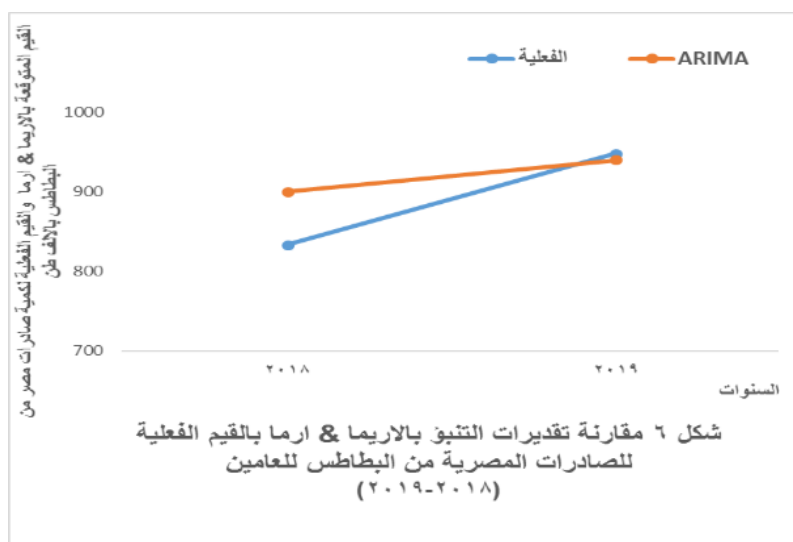 القيم المتوقعة بالاريما & ارما والقيم الفعلية لكمية صادرات مصر من
البطاطس بالالف طن
الفعلية
ARIMA
1000
900
800
700
٢٠١٨
٢٠١٩
السنوات
شكل ٦ مقارنة تقديرات التنبؤ بالاريما & ارما بالقيم الفعلية
للصادرات المصرية من البطاطس للعامين
(٢٠١٨-٢٠١٩)